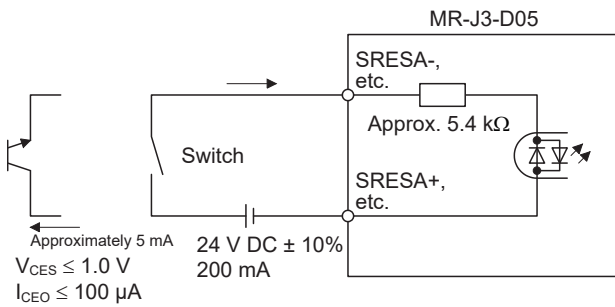 MR-J3-D05
SRESA-,
etc.
Approx. 5.4 kΩ
Switch
SRESA+,
etc.
Approximately 5 mA
24 V DC ± 10%
200 mA
VCES ≤ 1.0 V
ICEO ≤ 100 µA